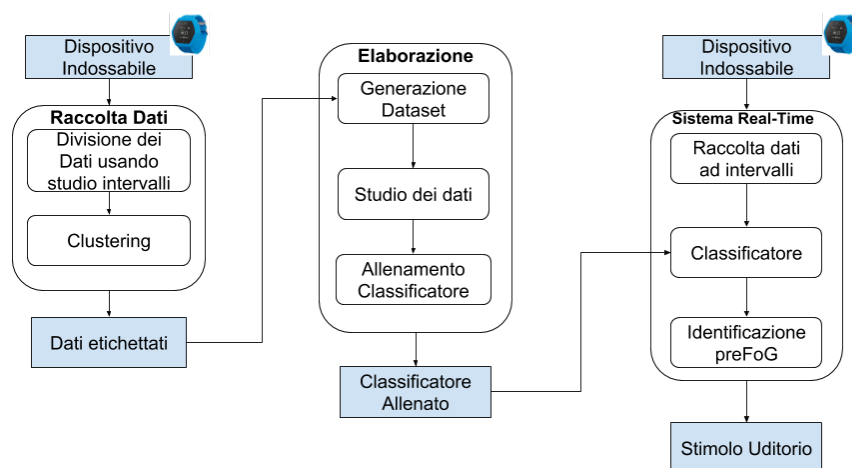 Dispositivo
Indossabile
Raccolta Dati
Divisione dei
Dati usando
studio intervalli
Clustering
Dati etichettati
Elaborazione
Generazione
Dataset
Studio dei dati
Allenamento
Classificatore
Classificatore
Allenato
Dispositivo
Indossabile
Sistema Real-Time
Raccolta dati
ad intervalli
Classificatore
Identificazione
preFoG
Stimolo Uditorio